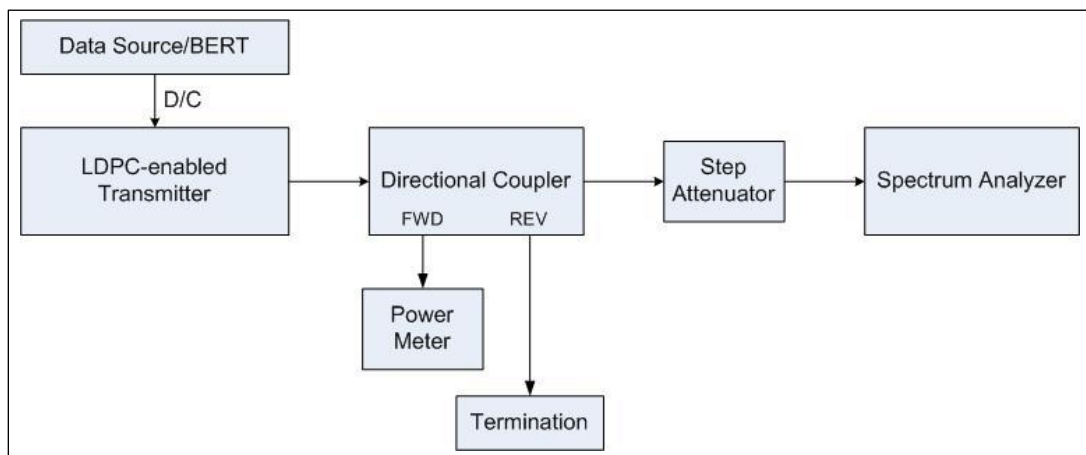 Data Source/BERT
D/C
LDPC-enabled
Transmitter
Directional Coupler
FWD
REV
Step
Attenuator
Spectrum Analyzer
Power
Meter
Termination